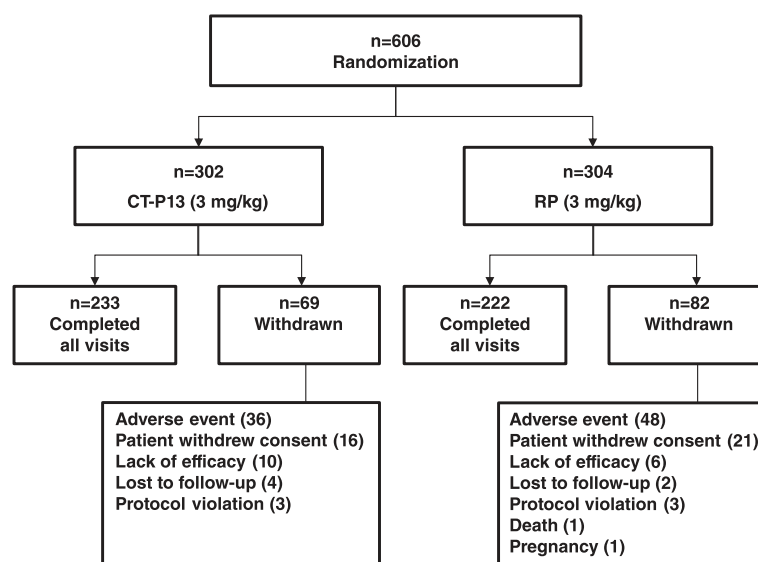 n=606
Randomization
n=302
CT-P13 (3 mg/kg)
n=304
RP (3 mg/kg)
n=233
Completed
all visits
n=69
Withdrawn
n=222
Completed
all visits
n=82
Withdrawn
Adverse event (36)
Patient withdrew consent (16)
Lack of efficacy (10)
Lost to follow-up (4)
Protocol violation (3)
Adverse event (48)
Patient withdrew consent (21)
Lack of efficacy (6)
Lost to follow-up (2)
Protocol violation (3)
Death (1)
Pregnancy (1)